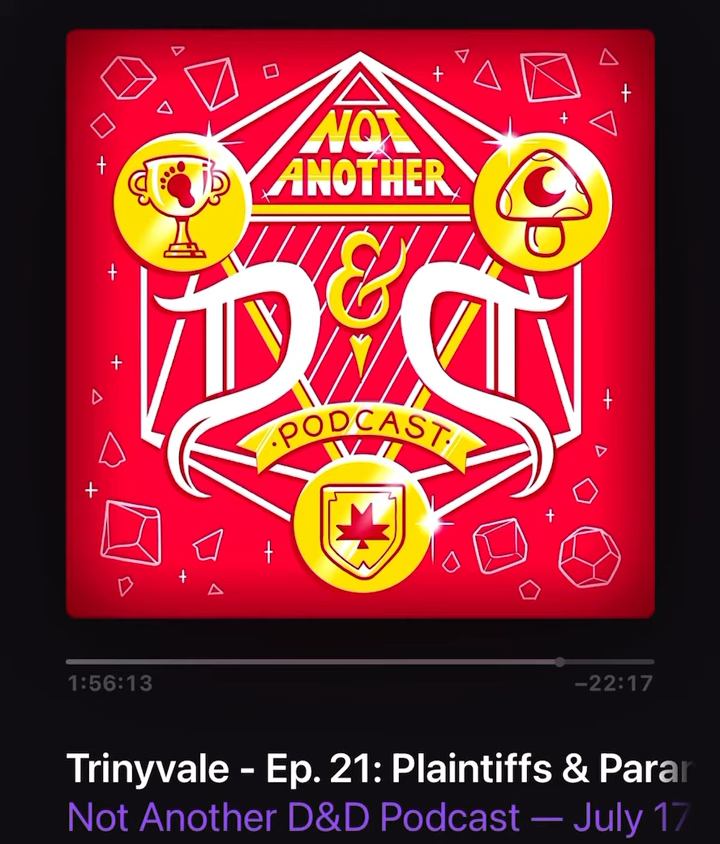 NOT
ANOTHER
D & D
·PODCAST·
1:56:13
–22:17
Trinyvale - Ep. 21: Plaintiffs & Parar
Not Another D&D Podcast — July 17